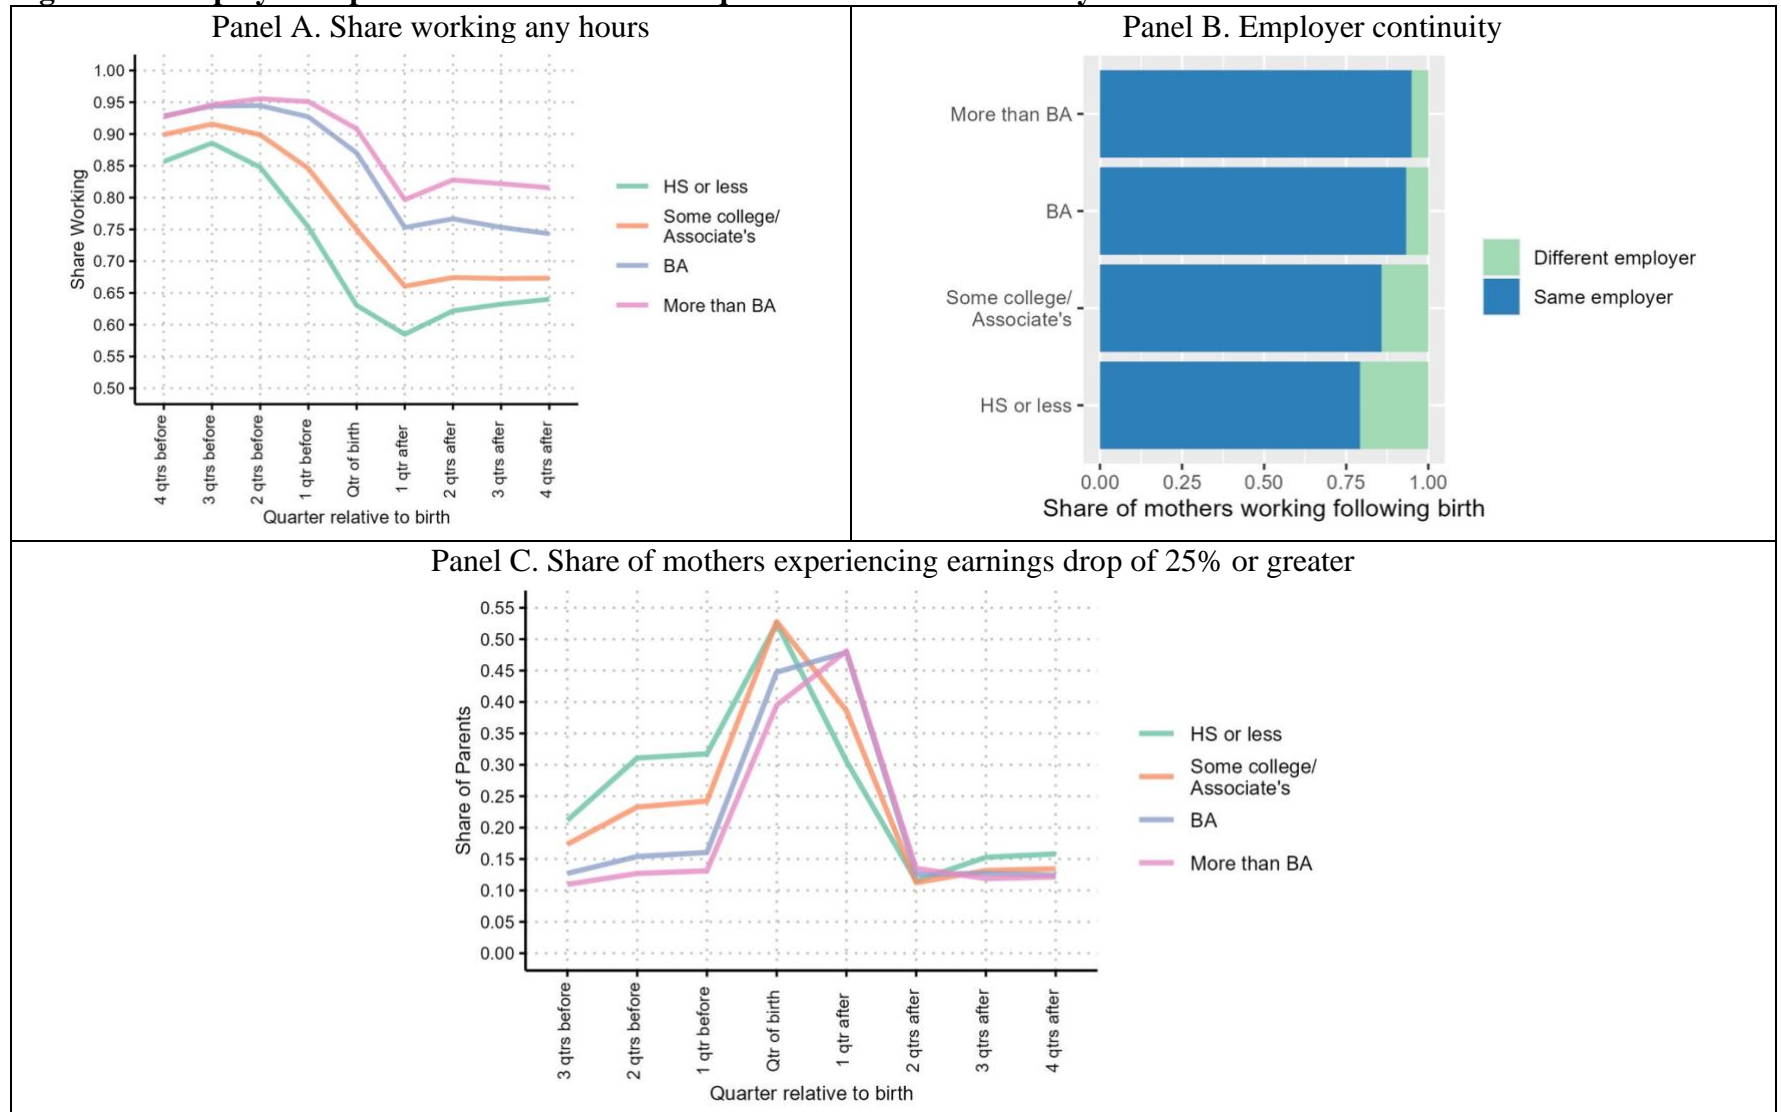 Panel A. Share working any hours
1.00
0.95
0.90
0.85
0.80
0.75
0.70
0.65
0.60
0.55
0.50
Share Working
4 qtrs before
3 qtrs before
2 qtrs before
1 qtr before
Qtr of birth
1 qtr after
2 qtrs after
3 qtrs after
4 qtrs after
Quarter relative to birth
HS or less
Some college/
Associate's
BA
More than BA
Panel B. Employer continuity
More than BA
BA
Some college/
Associate's
HS or less
0.00 0.25 0.50 0.75 1.00
Share of mothers working following birth
Different employer
Same employer
Panel C. Share of mothers experiencing earnings drop of 25% or greater
0.55
0.50
0.45
0.40
0.35
0.30
0.25
0.20
0.15
0.10
0.05
0.00
Share of Parents
3 qtrs before
2 qtrs before
1 qtr before
Qtr of birth
1 qtr after
2 qtrs after
3 qtrs after
4 qtrs after
Quarter relative to birth
HS or less
Some college/
Associate's
BA
More than BA